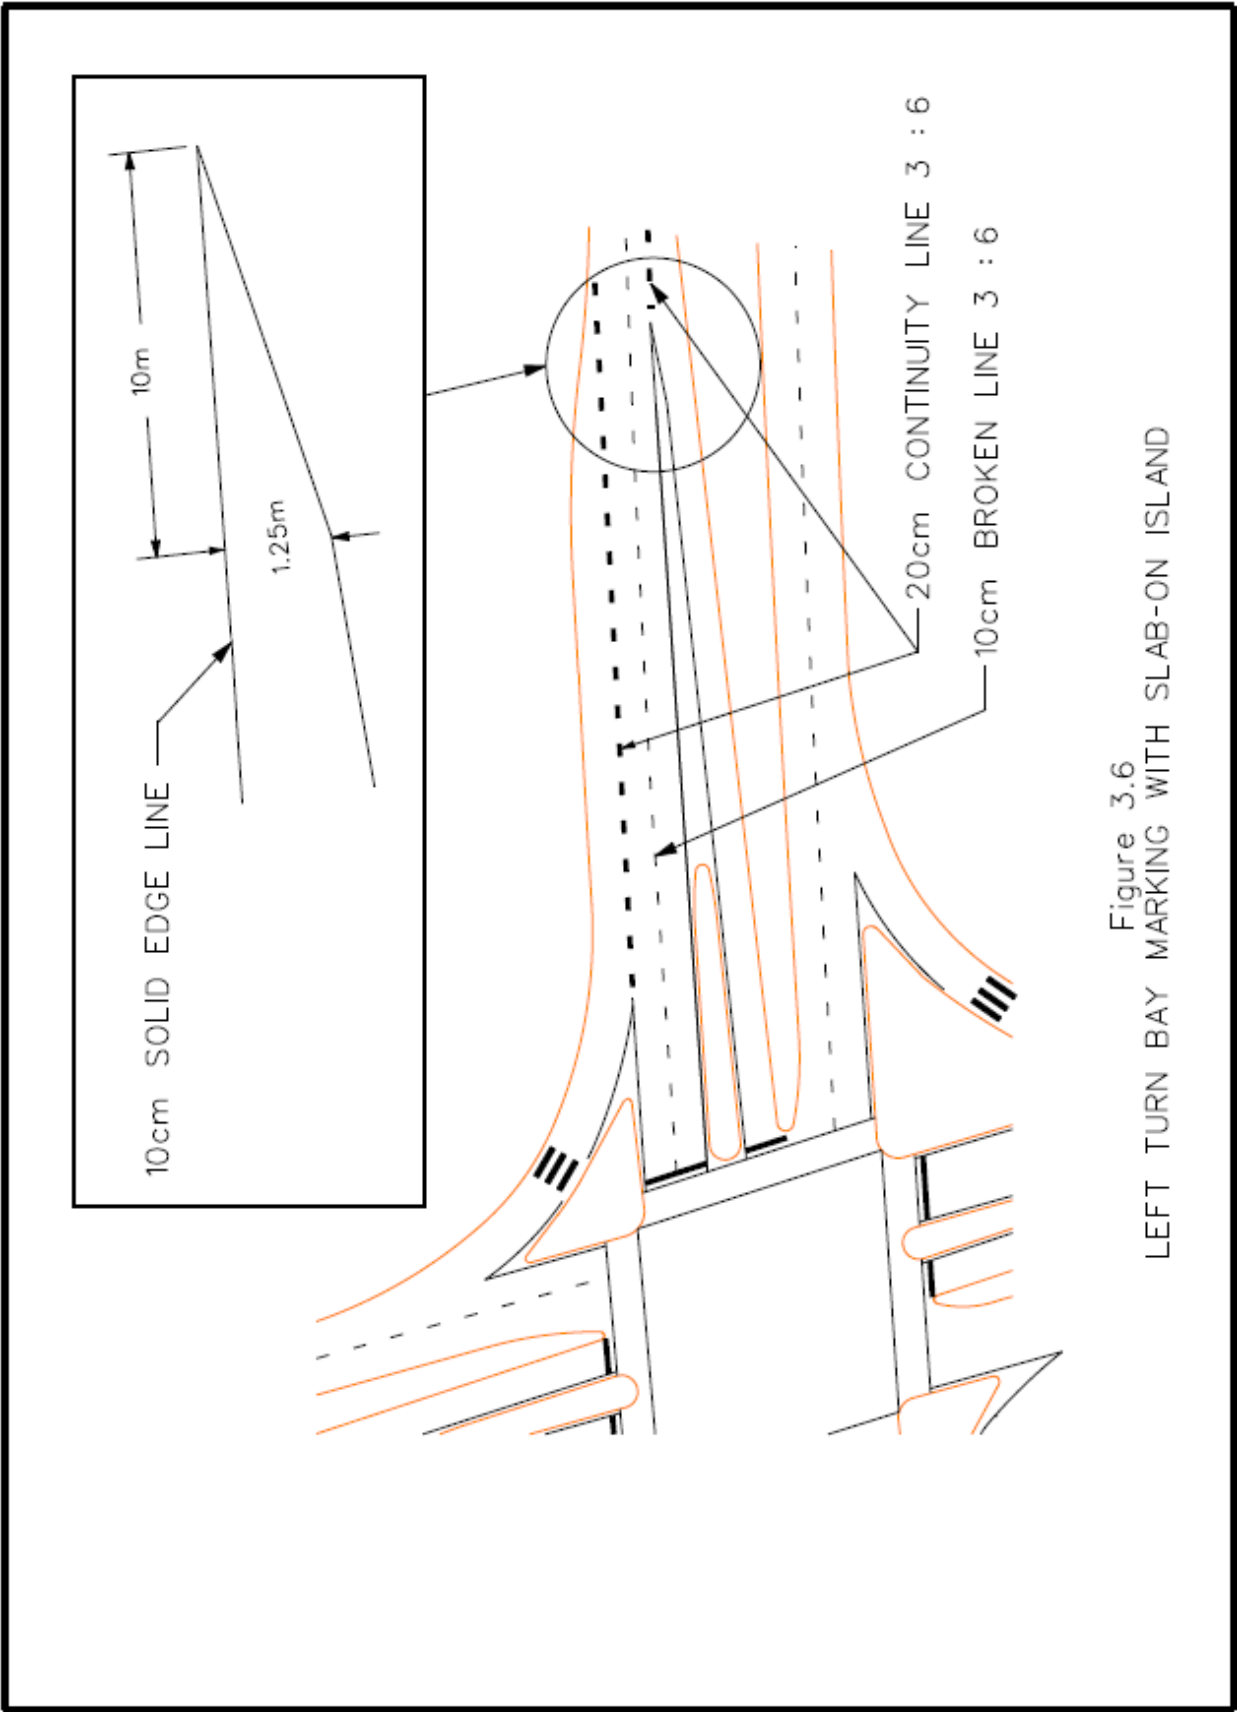 10cm SOLID EDGE LINE
10m
1.25m
20cm CONTINUITY LINE 3 : 6
10cm BROKEN LINE 3 : 6
Figure 3.6
LEFT TURN BAY MARKING WITH SLAB-ON ISLAND